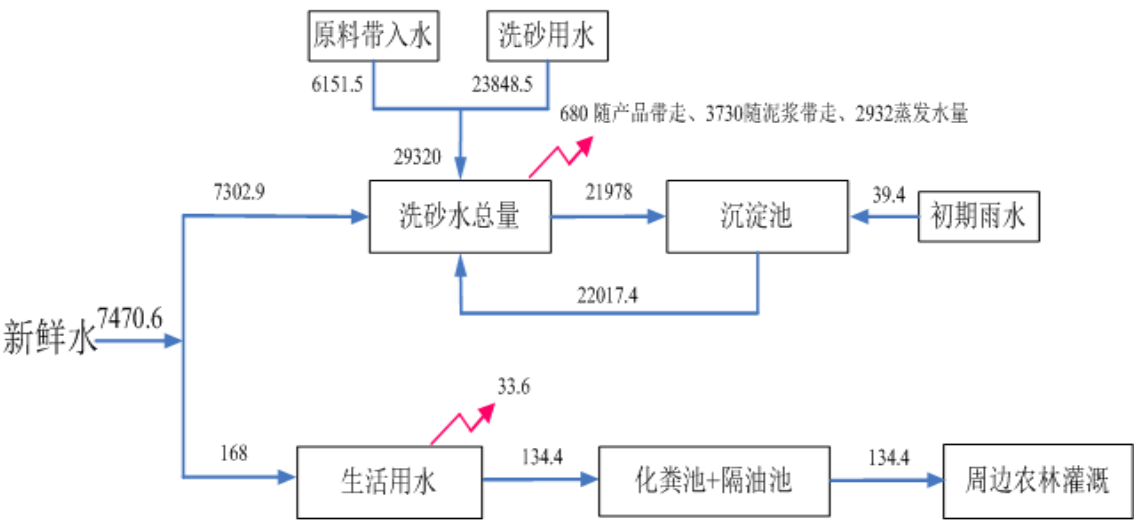 原料带入水
洗砂用水
6151.5
23848.5
680 随产品带走、3730随泥浆带走、2932蒸发水量
29320
7302.9
洗砂水总量
21978
沉淀池
39.4
初期雨水
22017.4
新鲜水
7470.6
33.6
168
生活用水
134.4
化粪池+隔油池
134.4
周边农林灌溉